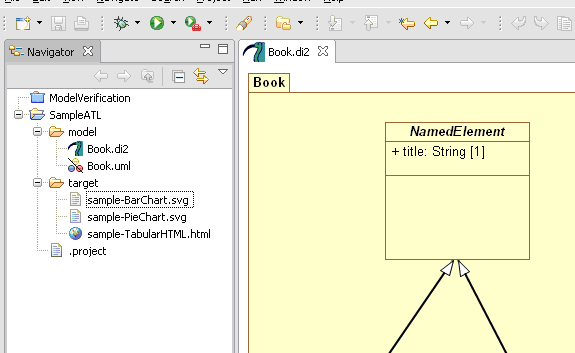 Navigator
Book.di2
ModelVerification
SampleATL
model
Book.di2
Book.uml
target
sample-BarChart.svg
sample-PieChart.svg
sample-TabularHTML.html
.project
Book
NamedElement
+ title: String [1]